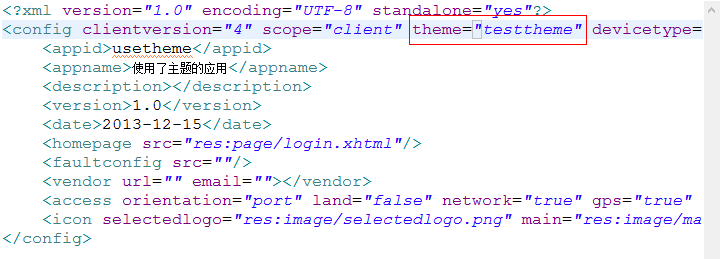 <?xml version="1.0" encoding="UTF-8" standalone="yes"?>
<config clientversion="4" scope="client" theme="testtheme" devicetype=
<appid>usetheme</appid>
<appname>使用了主题的应用</appname>
<description></description>
<version>1.0</version>
<date>2013-12-15</date>
<homepage src="res:page/login.xhtml"/>
<faultconfig src=""/>
<vendor url="" email=""></vendor>
<access orientation="port" land="false" network="true" gps="true"
<icon selectedlogo="res:image/selectedlogo.png" main="res:image/ma
</config>